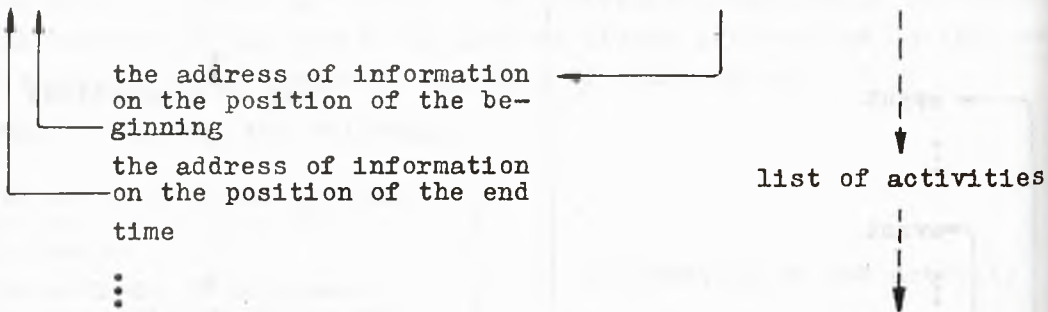 the address of information
on the position of the be-
ginning
the address of information
on the position of the end
time
list of activities